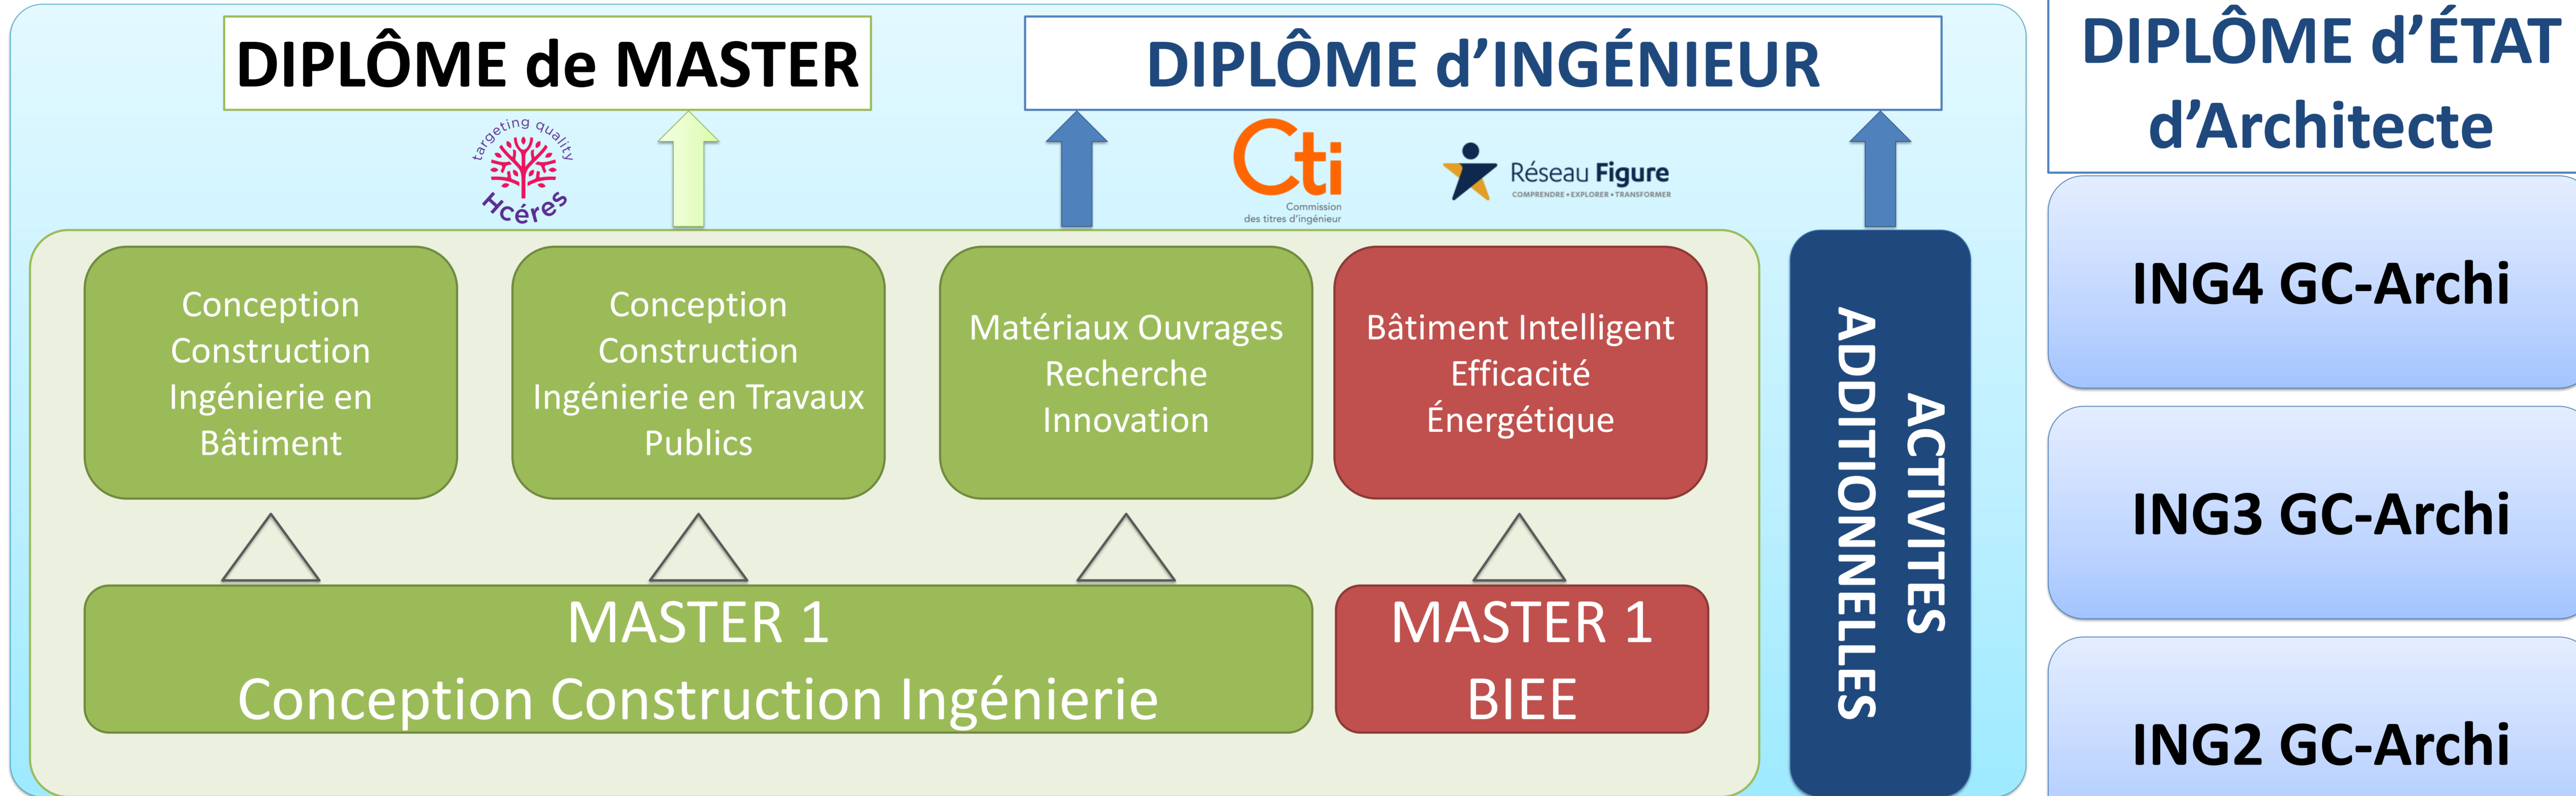 DIPLÔME de MASTER
DIPLÔME d'INGÉNIEUR
DIPLÔME d'ÉTAT
d'Architecte
targeting quality
Hcéres
Cti
Commission
des titres d'ingénieur
Réseau Figure
COMPRENDRE • EXPLORER • TRANSFORMER
Conception
Construction
Ingénierie en
Bâtiment
Conception
Construction
Ingénierie en Travaux
Publics
Matériaux Ouvrages
Recherche
Innovation
Bâtiment Intelligent
Efficacité
Énergétique
MASTER 1
Conception Construction Ingénierie
MASTER 1
BIEE
ACTIVITES
ADDITIONNELLES
ING4 GC-Archi
ING3 GC-Archi
ING2 GC-Archi